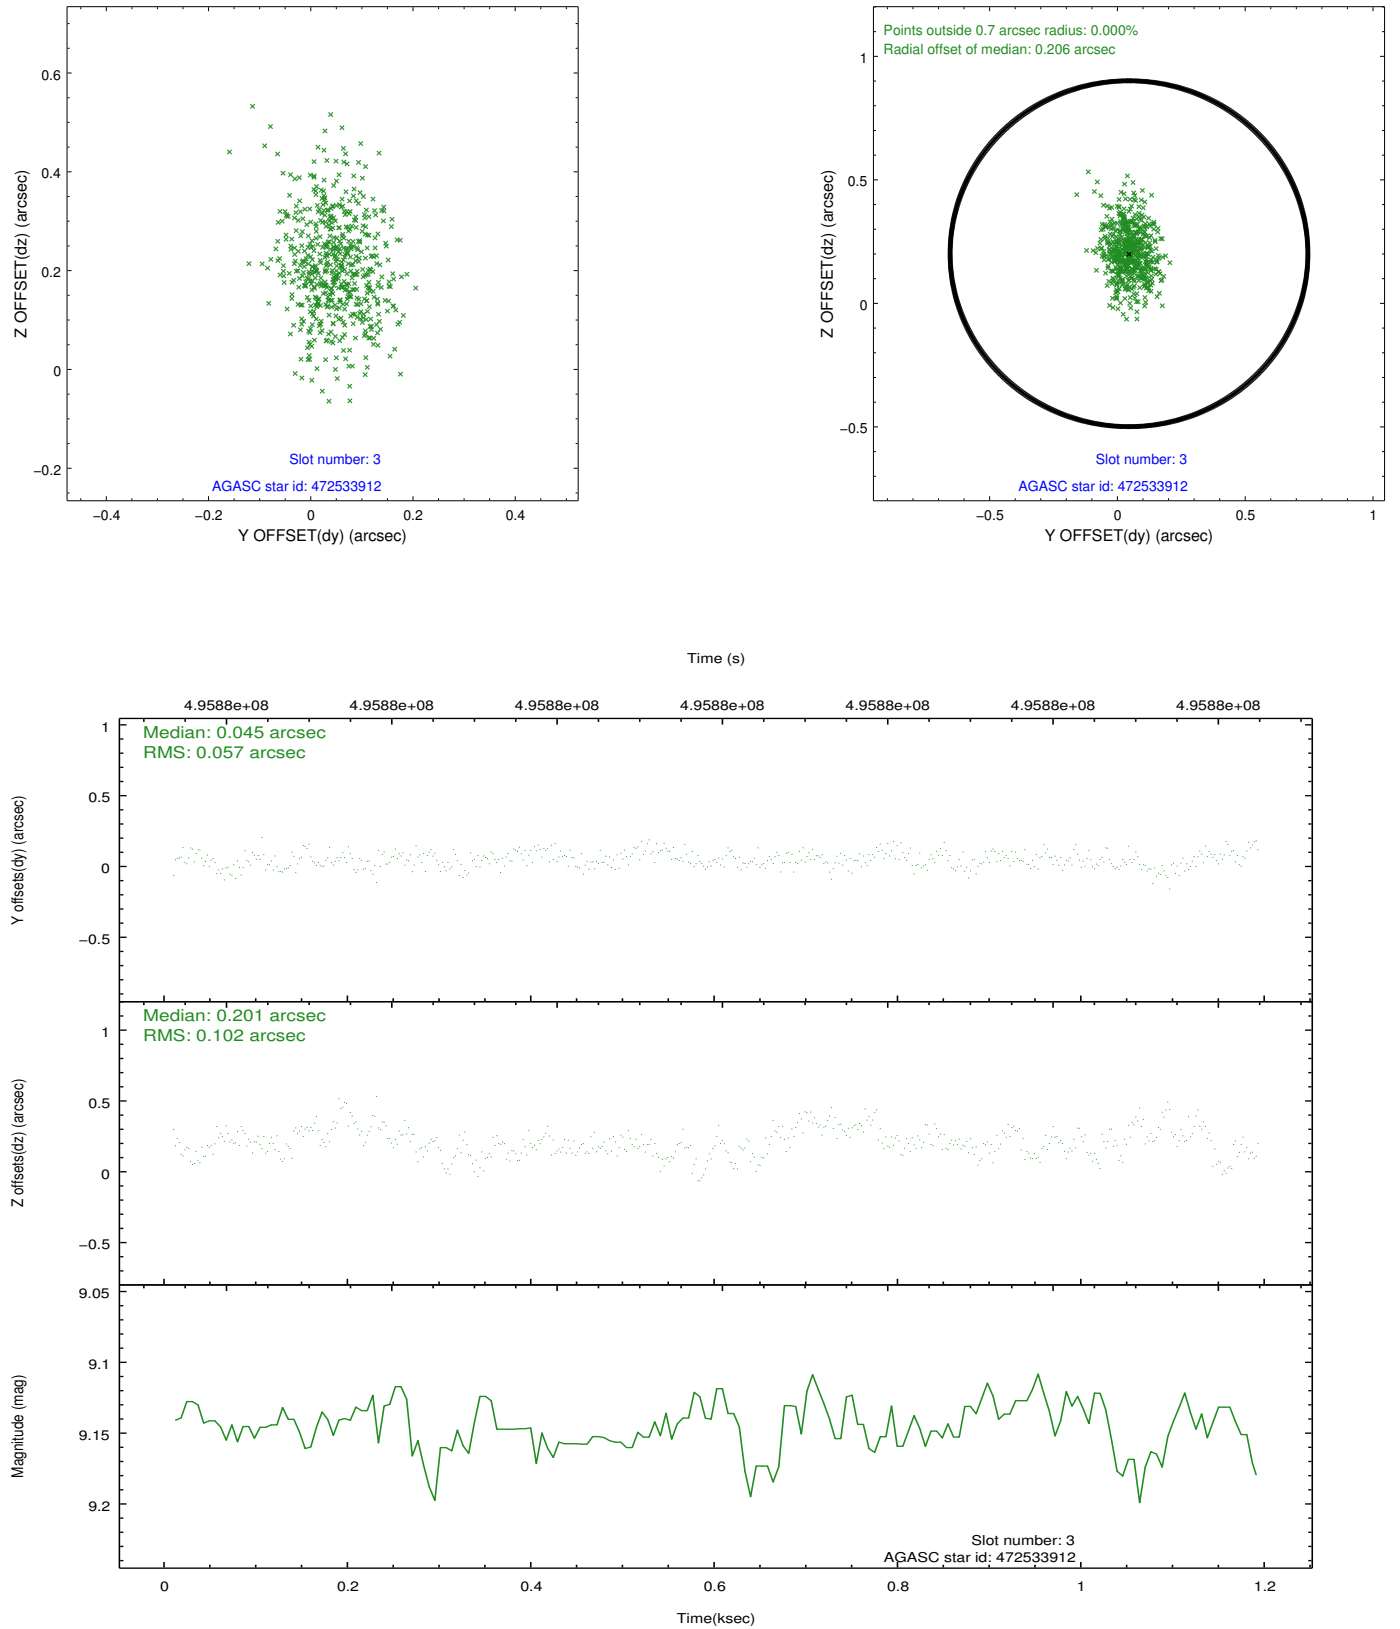 0.6
0.4
0.2
0
−0.2
Z OFFSET(dz) (arcsec)
Slot number: 3
AGASC star id: 472533912
−0.4 −0.2 0 0.2 0.4
Y OFFSET(dy) (arcsec)
Points outside 0.7 arcsec radius: 0.000%
Radial offset of median: 0.206 arcsec
1
0.5
0
−0.5
Z OFFSET(dz) (arcsec)
Slot number: 3
AGASC star id: 472533912
−0.5 0 0.5 1
Y OFFSET(dy) (arcsec)
Time (s)
4.9588e+08 4.9588e+08 4.9588e+08 4.9588e+08 4.9588e+08 4.9588e+08 4.9588e+08
Median: 0.045 arcsec
RMS: 0.057 arcsec
1
0.5
0
−0.5
Y offsets(dy) (arcsec)
Median: 0.201 arcsec
RMS: 0.102 arcsec
1
0.5
0
−0.5
Z offsets(dz) (arcsec)
9.05
9.1
9.15
9.2
Magnitude (mag)
Slot number: 3
AGASC star id: 472533912
0 0.2 0.4 0.6 0.8 1 1.2
Time(ksec)